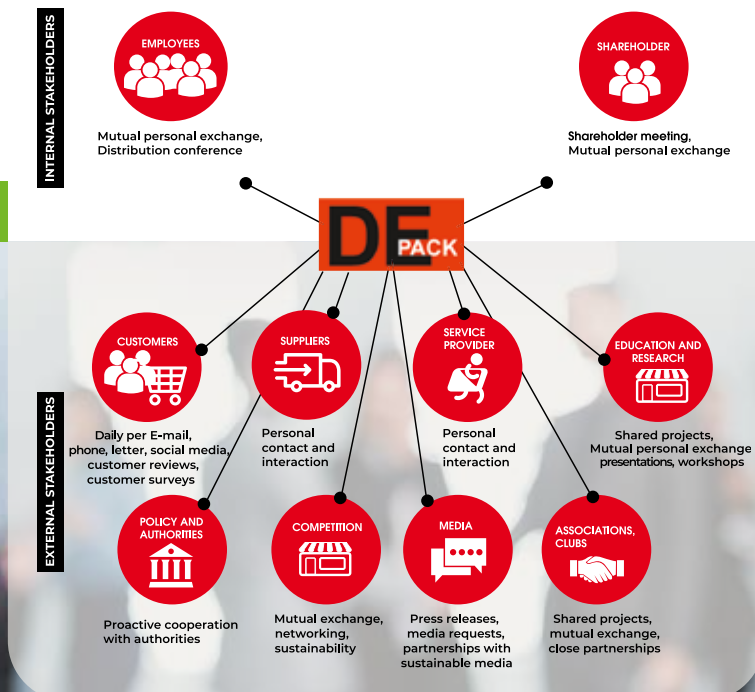 INTERNAL STAKEHOLDERS
EMPLOYEES
Mutual personal exchange,
Distribution conference
SHAREHOLDER
Shareholder meeting,
Mutual personal exchange
DE
PACK
EXTERNAL STAKEHOLDERS
CUSTOMERS
Daily per E-mail,
phone, letter, social media,
customer reviews,
customer surveys
SUPPLIERS
Personal
contact and
interaction
SERVICE
PROVIDER
Personal
contact and
interaction
EDUCATION AND
RESEARCH
Shared projects,
Mutual personal exchange
presentations, workshops
POLICY AND
AUTHORITIES
Proactive cooperation
with authorities
COMPETITION
Mutual exchange,
networking,
sustainability
MEDIA
Press releases,
media requests,
partnerships with
sustainable media
ASSOCIATIONS,
CLUBS
Shared projects,
mutual exchange,
close partnerships